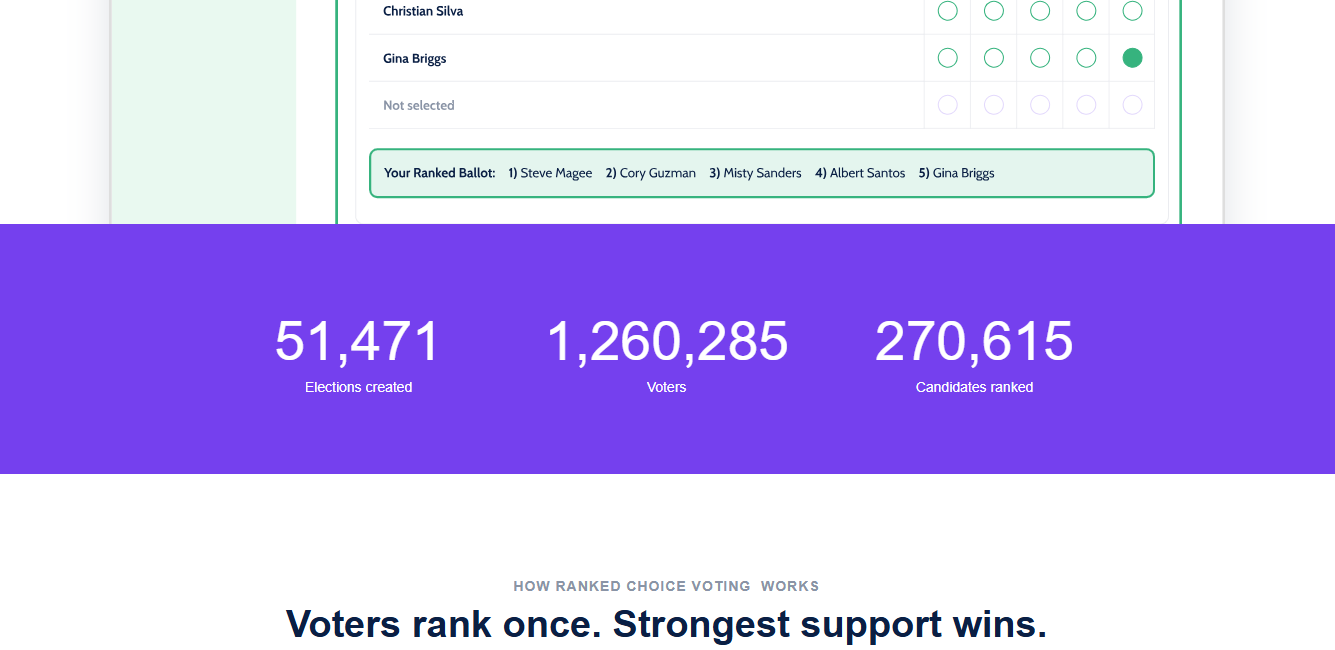 Christian Silva
Gina Briggs
Not selected
Your Ranked Ballot: 1) Steve Magee 2) Cory Guzman 3) Misty Sanders 4) Albert Santos 5) Gina Briggs
51,471 1,260,285 270,615
Elections created Voters Candidates ranked
HOW RANKED CHOICE VOTING WORKS
Voters rank once. Strongest support wins.